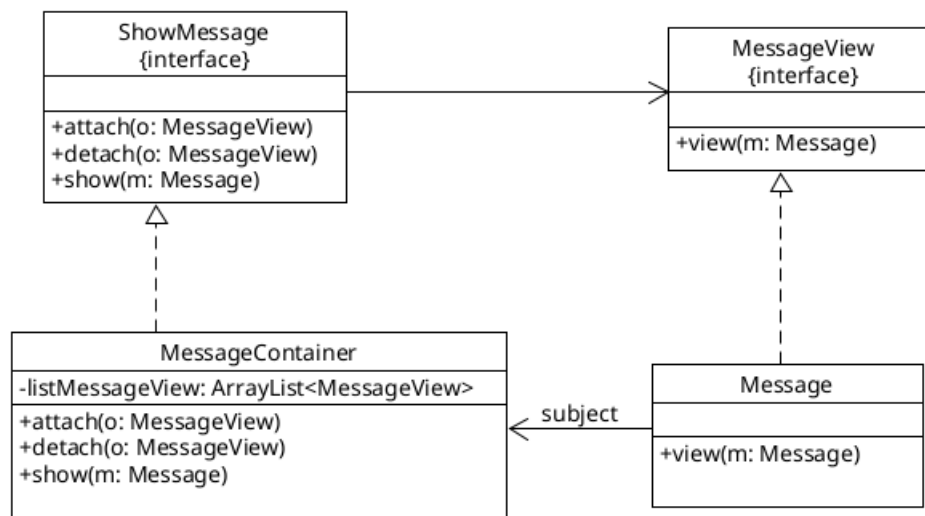 ShowMessage
{interface}
+attach(o: MessageView)
+detach(o: MessageView)
+show(m: Message)
MessageView
{interface}
+view(m: Message)
MessageContainer
-listMessageView: ArrayList<MessageView>
+attach(o: MessageView)
+detach(o: MessageView)
+show(m: Message)
subject
Message
+view(m: Message)